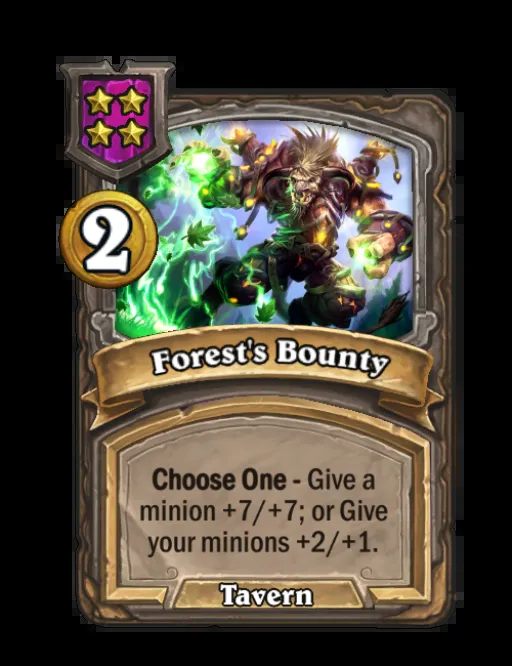 2
Forest's Bounty
Choose One - Give a
minion +7/+7; or Give
your minions +2/+1.
Tavern